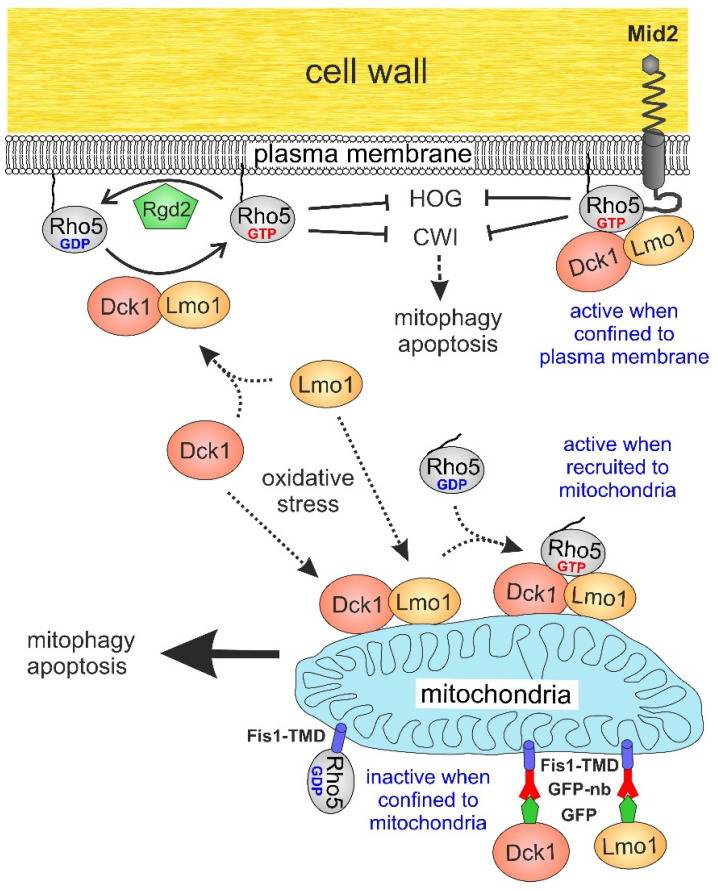 Mid2
cell wall
plasma membrane
Rho5
GDP
Rgd2
Rho5
GTP
HOG
CWI
Rho5
GTP
Dck1
Lmo1
Dck1
Lmo1
mitophagy
apoptosis
active when
confined to
plasma membrane
Lmo1
Dck1
oxidative
stress
Rho5
GDP
active when
recruited to
mitochondria
Rho5
GTP
Dck1
Lmo1
Dck1
Lmo1
mitophagy
apoptosis
mitochondria
Fis1-TMD
Rho5
GDP
inactive when
confined to
mitochondria
Fis1-TMD
GFP-nb
GFP
Dck1
Lmo1